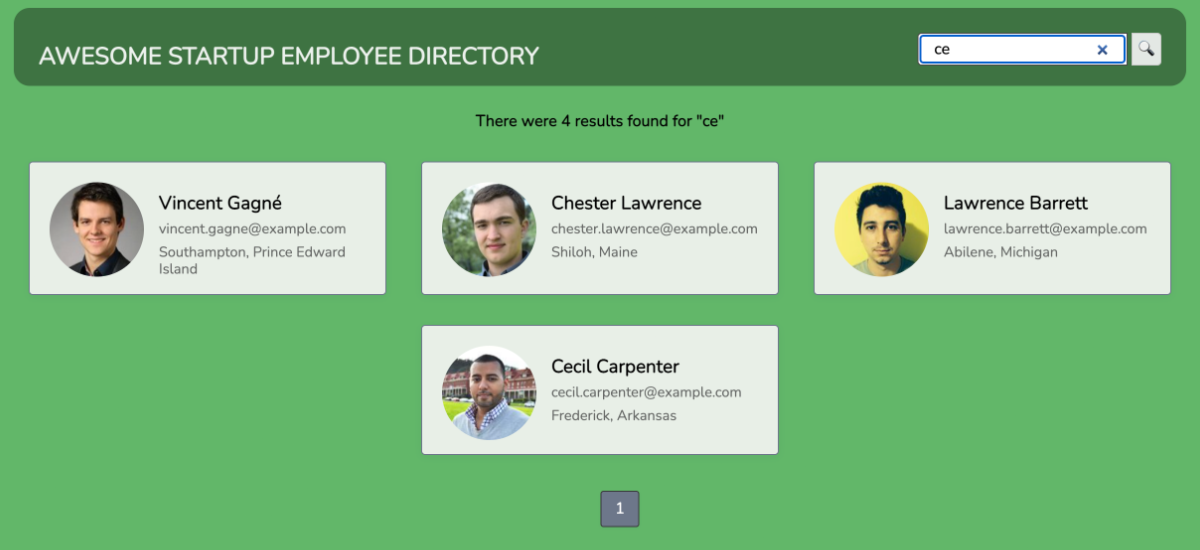 AWESOME STARTUP EMPLOYEE DIRECTORY
ce
There were 4 results found for "ce"
Vincent Gagné
vincent.gagne@example.com
Southampton, Prince Edward
Island
Chester Lawrence
chester.lawrence@example.com
Shiloh, Maine
Lawrence Barrett
lawrence.barrett@example.com
Abilene, Michigan
Cecil Carpenter
cecil.carpenter@example.com
Frederick, Arkansas
1